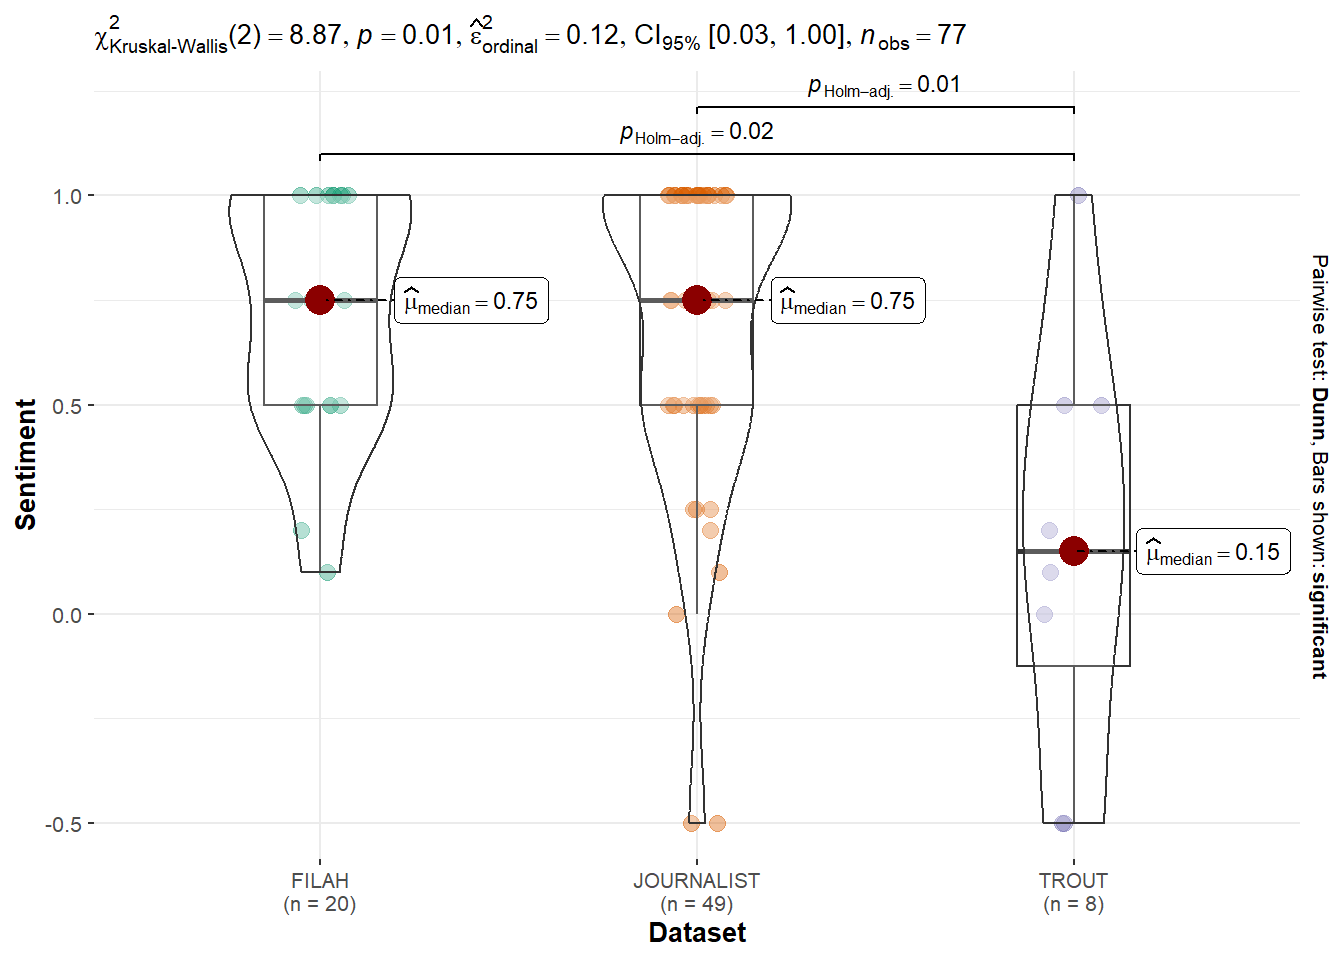 χ²Kruskal-Wallis(2) = 8.87, p = 0.01, ε̂²ordinal = 0.12, CI95% [0.03, 1.00], nobs = 77
pHolm−adj. = 0.01
pHolm−adj. = 0.02
1.0
0.5
0.0
-0.5
Sentiment
μ̂median = 0.75
μ̂median = 0.75
μ̂median = 0.15
Pairwise test: Dunn, Bars shown: significant
FILAH
(n = 20)
JOURNALIST
(n = 49)
TROUT
(n = 8)
Dataset